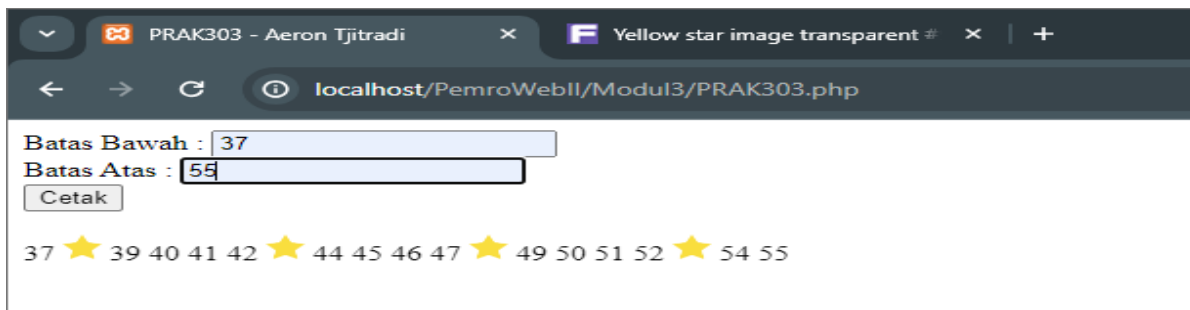 PRAK303 - Aeron Tjitradi
Yellow star image transparent #
localhost/PemroWebII/Modul3/PRAK303.php
Batas Bawah : 37
Batas Atas : 55
Cetak
37 39 40 41 42 44 45 46 47 49 50 51 52 54 55